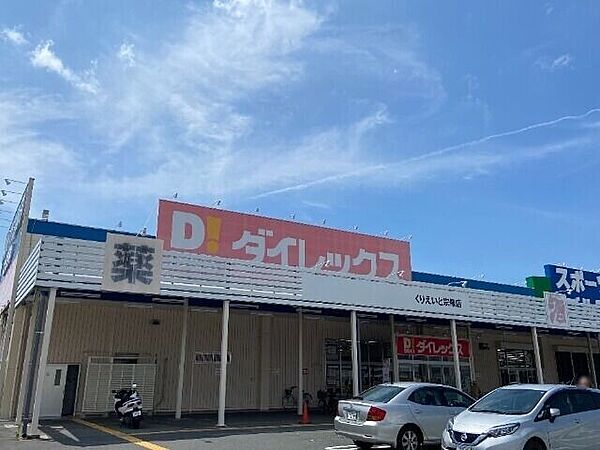 D! ダイレックス
薬
くりえいと宗像店
スポー
D! ダイレックス
酒